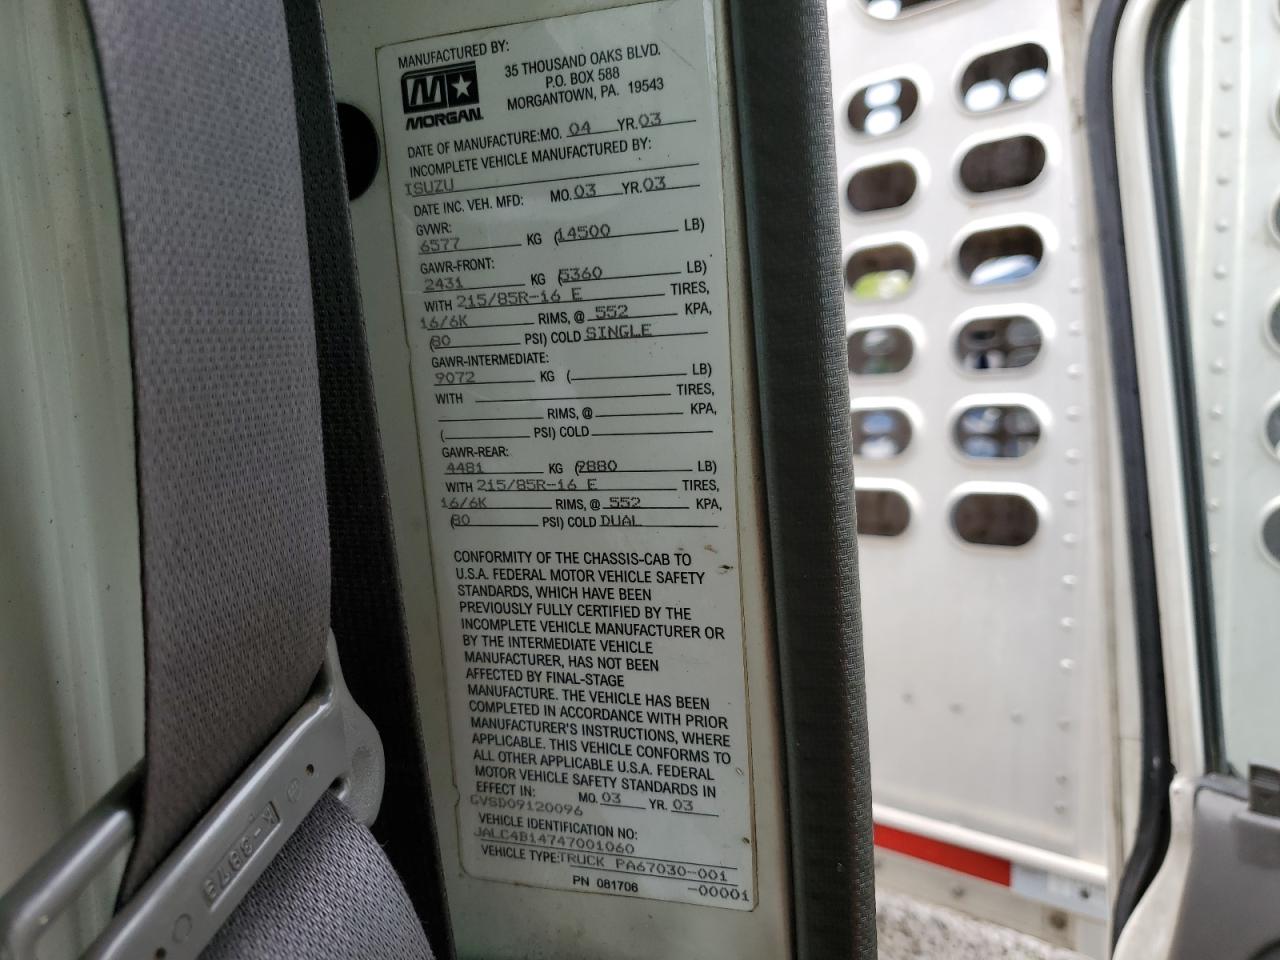 MANUFACTURED BY:
MORGAN
35 THOUSAND OAKS BLVD.
P.O. BOX 588
MORGANTOWN, PA. 19543
DATE OF MANUFACTURE: MO. 04 YR. 03
INCOMPLETE VEHICLE MANUFACTURED BY:
ISUZU
DATE INC. VEH. MFD: MO. 03 YR. 03
GVWR:
6577 KG (14500 LB)
GAWR-FRONT:
2431 KG (5360 LB)
WITH 215/85R-16 E TIRES,
16/6K RIMS, @ 552 KPA,
(80 PSI) COLD SINGLE
GAWR-INTERMEDIATE:
9072 KG ( LB)
WITH TIRES,
RIMS, @ KPA,
( PSI) COLD
GAWR-REAR:
4481 KG (9880 LB)
WITH 215/85R-16 E TIRES,
16/6K RIMS, @ 552 KPA,
(80 PSI) COLD DUAL
CONFORMITY OF THE CHASSIS-CAB TO
U.S.A. FEDERAL MOTOR VEHICLE SAFETY
STANDARDS, WHICH HAVE BEEN
PREVIOUSLY FULLY CERTIFIED BY THE
INCOMPLETE VEHICLE MANUFACTURER OR
BY THE INTERMEDIATE VEHICLE
MANUFACTURER, HAS NOT BEEN
AFFECTED BY FINAL-STAGE
MANUFACTURE. THE VEHICLE HAS BEEN
COMPLETED IN ACCORDANCE WITH PRIOR
MANUFACTURER'S INSTRUCTIONS, WHERE
APPLICABLE. THIS VEHICLE CONFORMS TO
ALL OTHER APPLICABLE U.S.A. FEDERAL
MOTOR VEHICLE SAFETY STANDARDS IN
EFFECT IN: MO. 03 YR. 03
GVSD09120096
VEHICLE IDENTIFICATION NO:
JALC4B14747001060
VEHICLE TYPE: TRUCK PA67030-001
-00001
PN 081706
K-9873